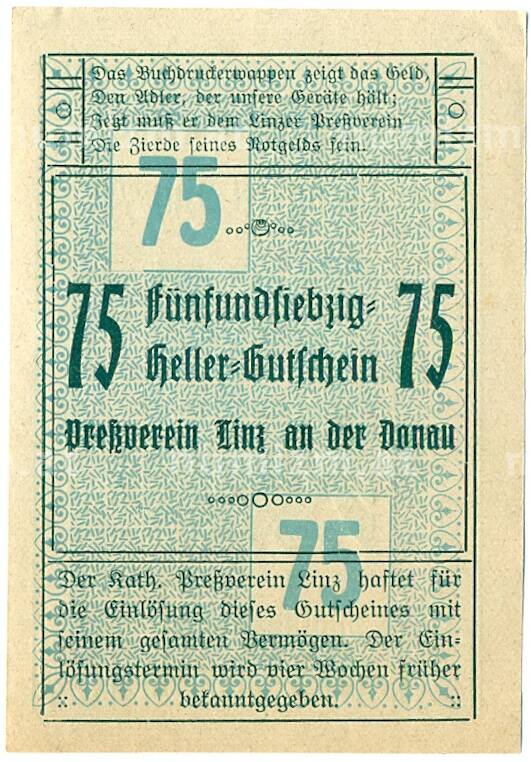 Das Buchdruckerwappen zeigt das Geld,
Den Adler, der unsere Geräte hält;
Jetzt muß er dem Linzer Preßverein
Die Zierde seines Notgelds sein.
75
75 Fünfundsiebzig= 75
Heller=Gutschein
Preßverein Linz an der Donau
75
Der Kath. Preßverein Linz haftet für
die Einlösung dieses Gutscheines mit
seinem gesamten Vermögen. Der Ein=
lösungstermin wird vier Wochen früher
:: bekanntgegeben. ::